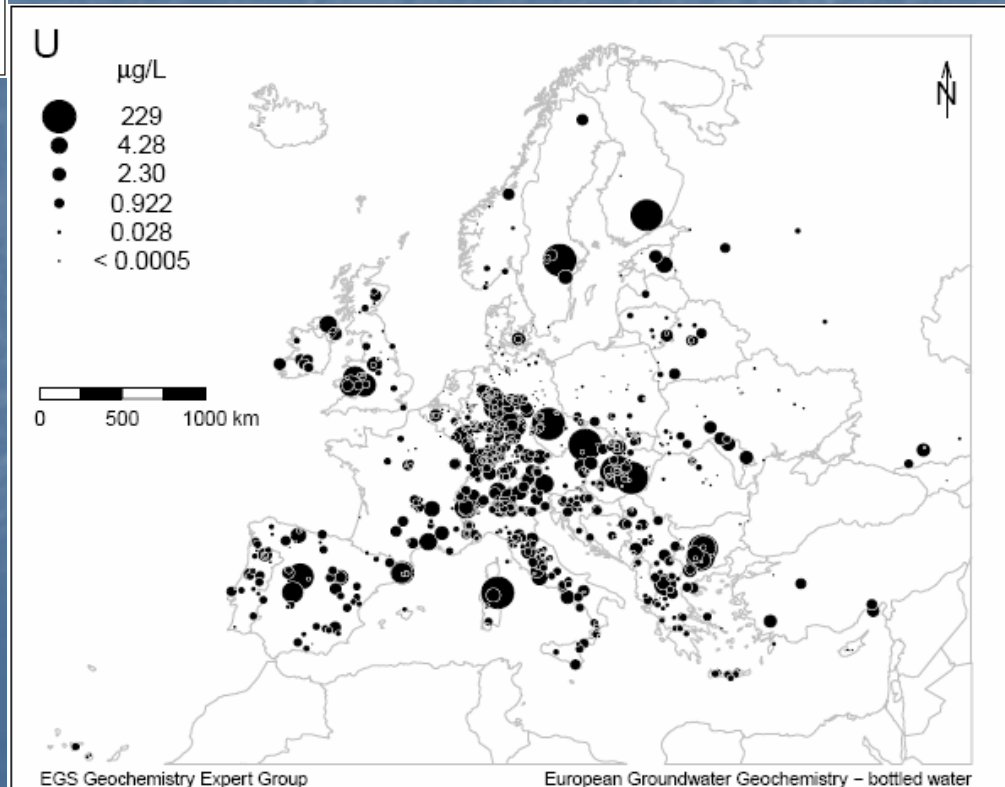 U
µg/L
229
4.28
2.30
0.922
0.028
< 0.0005
N
0 500 1000 km
EGS Geochemistry Expert Group
European Groundwater Geochemistry – bottled water